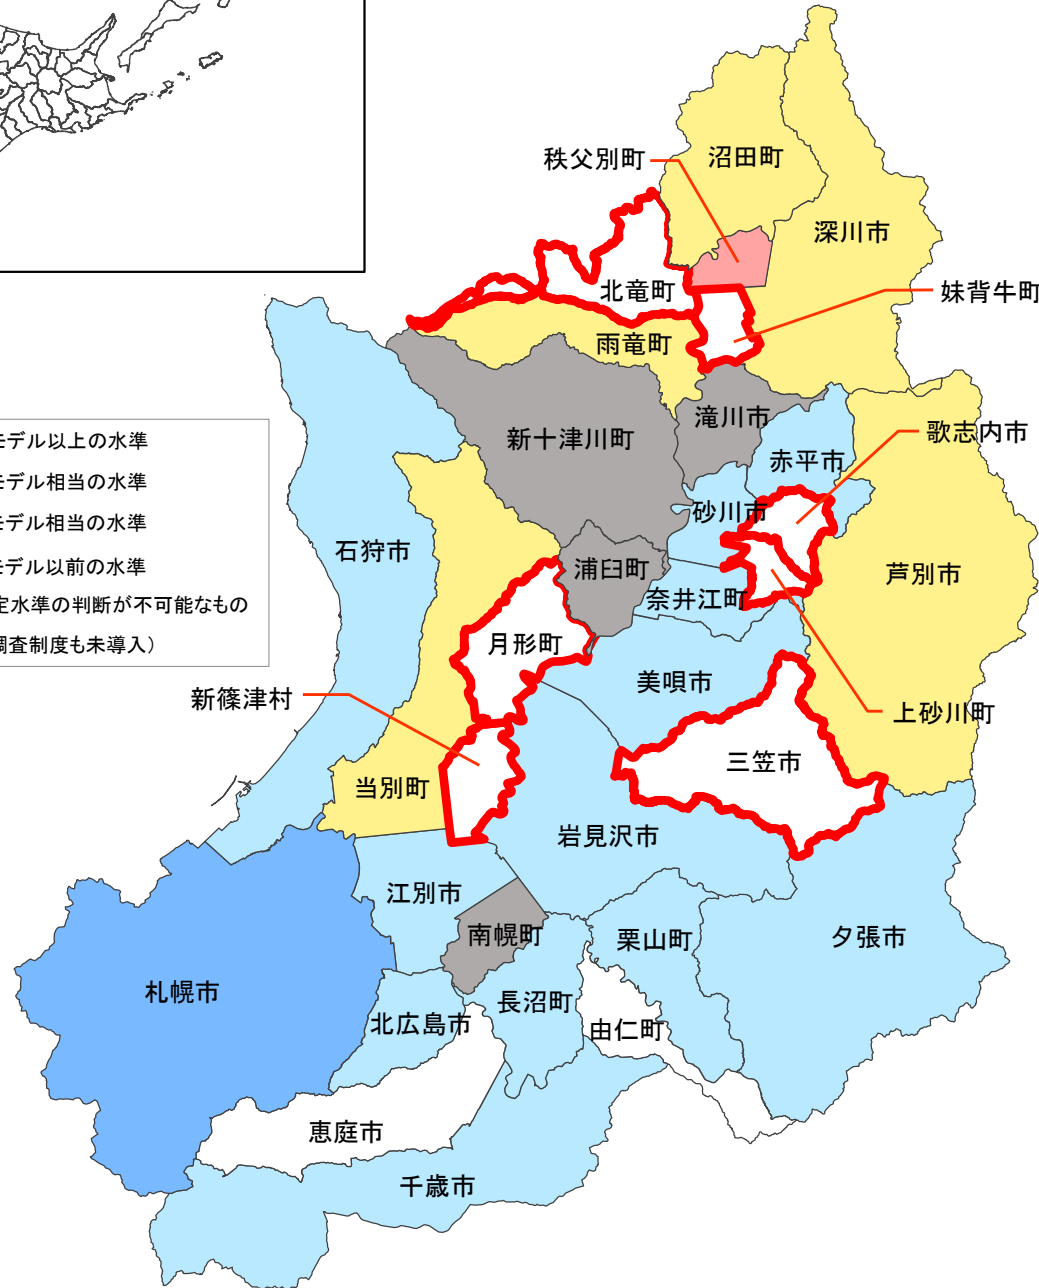 秩父別町
沼田町
深川市
北竜町
妹背牛町
雨竜町
滝川市
歌志内市
新十津川町
赤平市
モデル以上の水準
モデル相当の水準
モデル相当の水準
モデル以前の水準
定水準の判断が不可能なもの
調査制度も未導入）
砂川市
石狩市
浦臼町
芦別市
奈井江町
月形町
美唄市
新篠津村
上砂川町
三笠市
当別町
岩見沢市
江別市
南幌町
栗山町
夕張市
札幌市
長沼町
北広島市
由仁町
恵庭市
千歳市